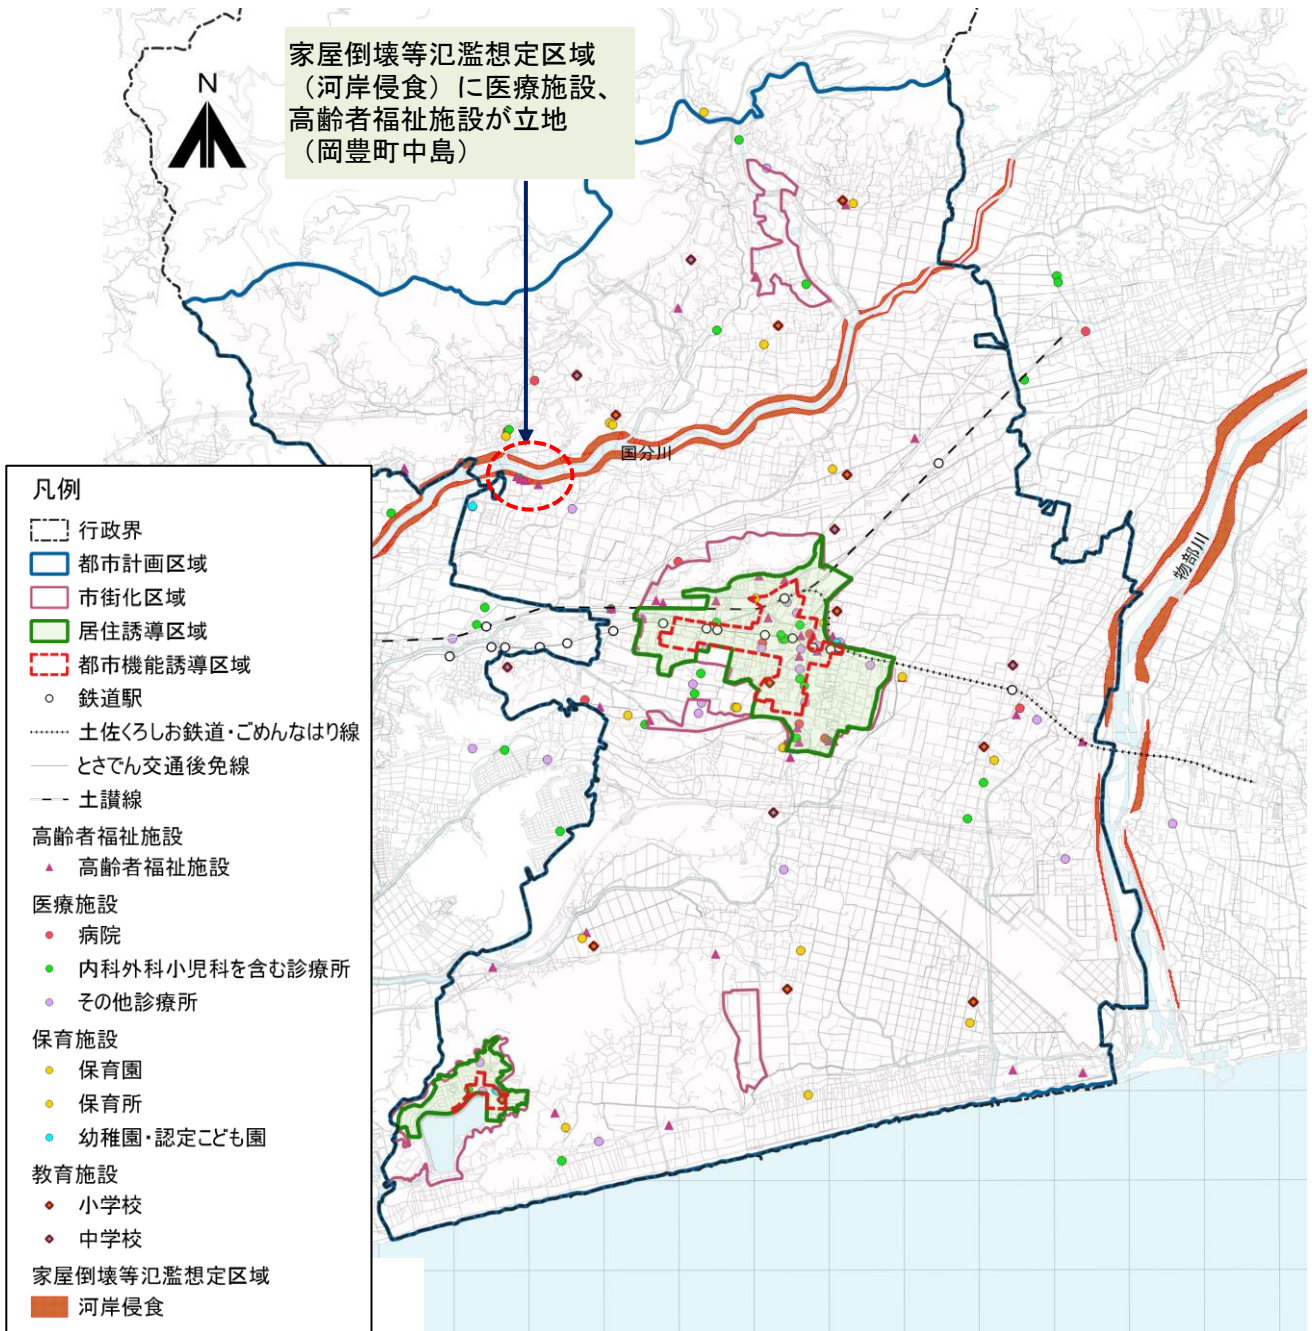 家屋倒壊等氾濫想定区域
（河岸侵食）に医療施設、
高齢者福祉施設が立地
（岡豊町中島）
N
国分川
物部川
凡例
行政界
都市計画区域
市街化区域
居住誘導区域
都市機能誘導区域
鉄道駅
土佐くろしお鉄道・ごめんなはり線
とさでん交通後免線
土讃線
高齢者福祉施設
高齢者福祉施設
医療施設
病院
内科外科小児科を含む診療所
その他診療所
保育施設
保育園
保育所
幼稚園・認定こども園
教育施設
小学校
中学校
家屋倒壊等氾濫想定区域
河岸侵食